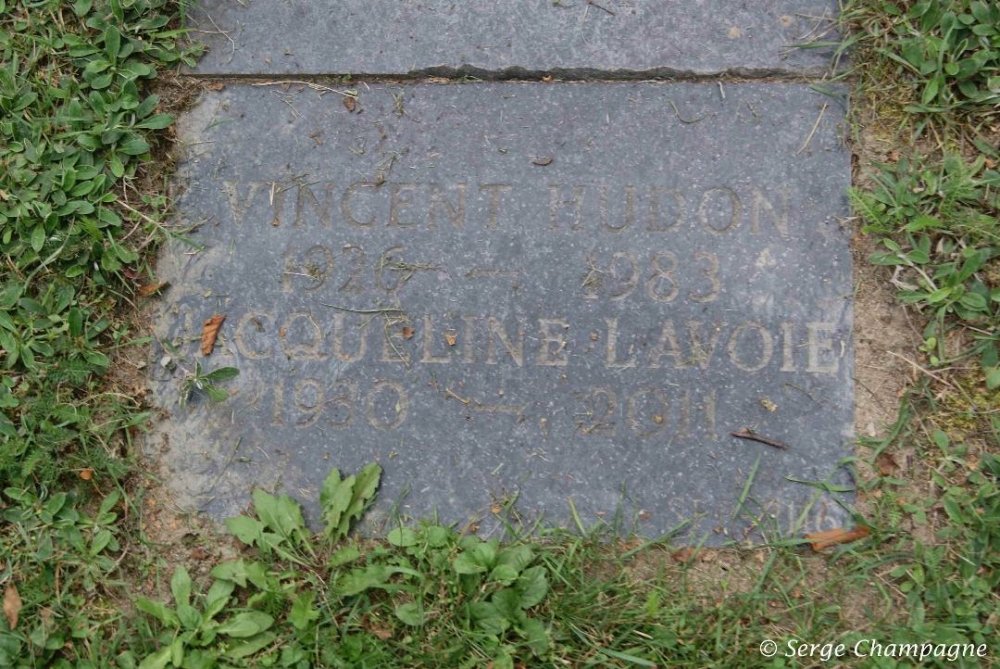 VINCENT HUDON
1926 - 1983
JACQUELINE LAVOIE
1930 - 2011
© Serge Champagne